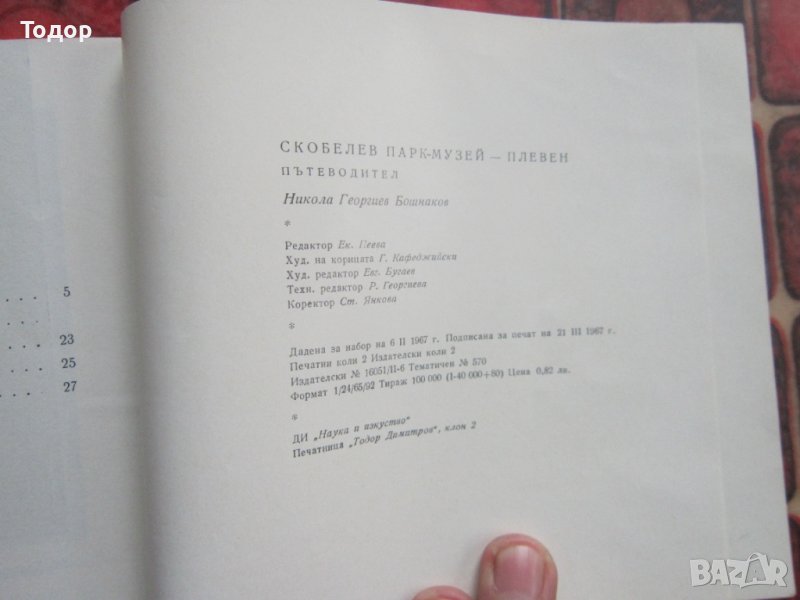 Тодор
5
23
25
27
СКОБЕЛЕВ ПАРК-МУЗЕЙ — ПЛЕВЕН
ПЪТЕВОДИТЕЛ
Никола Георгиев Бошнаков
*
Редактор Ек. Пеева
Худ. на корицата Г. Кафеджийски
Худ. редактор Евг. Бугаев
Техн. редактор Р. Георгиева
Коректор Ст. Янкова
*
Дадена за набор на 6 II 1967 г. Подписана за печат на 21 III 1967 г.
Печатни коли 2 Издателски коли 2
Издателски № 16051/II-6 Тематичен № 570
Формат 1/24/65/92 Тираж 100 000 (1-40 000+80) Цена 0,82 лв.
*
ДИ „Наука и изкуство“
Печатница „Тодор Димитров“, клон 2
BAZAR